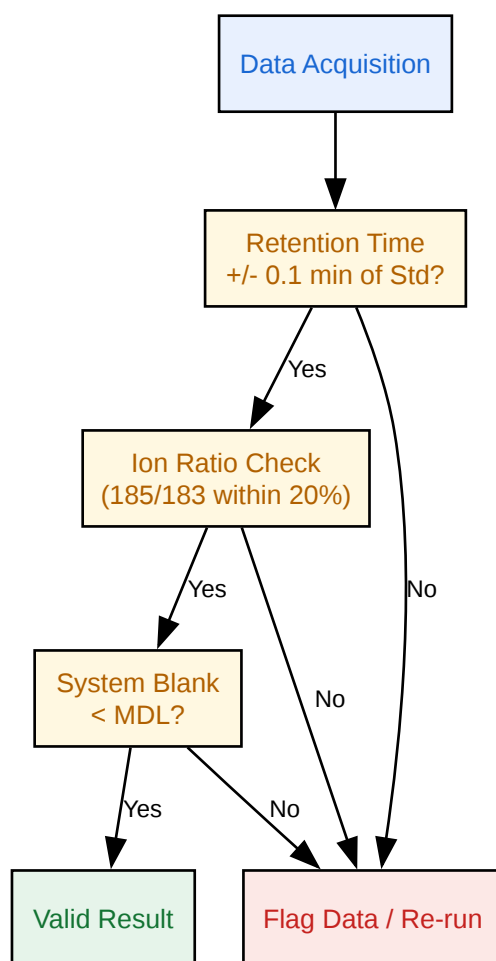 Data Acquisition
Retention Time
+/- 0.1 min of Std?
Yes
Ion Ratio Check
(185/183 within 20%)
Yes
No
System Blank
< MDL?
No
Yes
No
Valid Result
Flag Data / Re-run